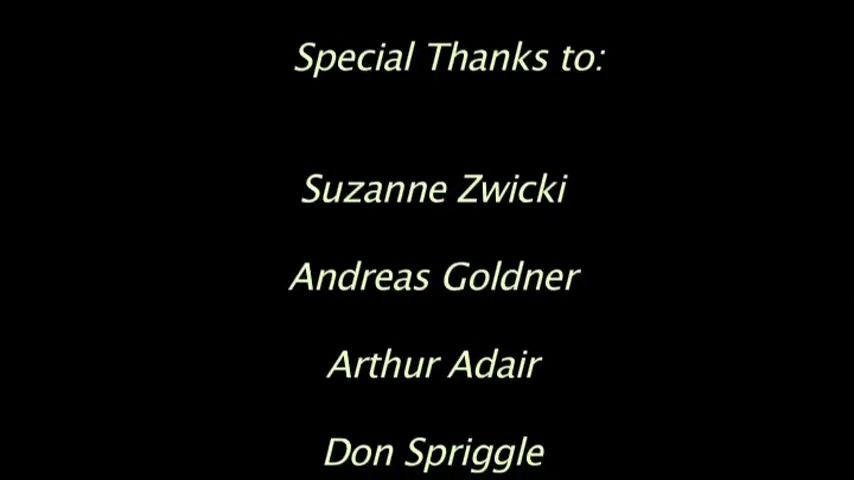 Special Thanks to:
Suzanne Zwicki
Andreas Goldner
Arthur Adair
Don Spriggle